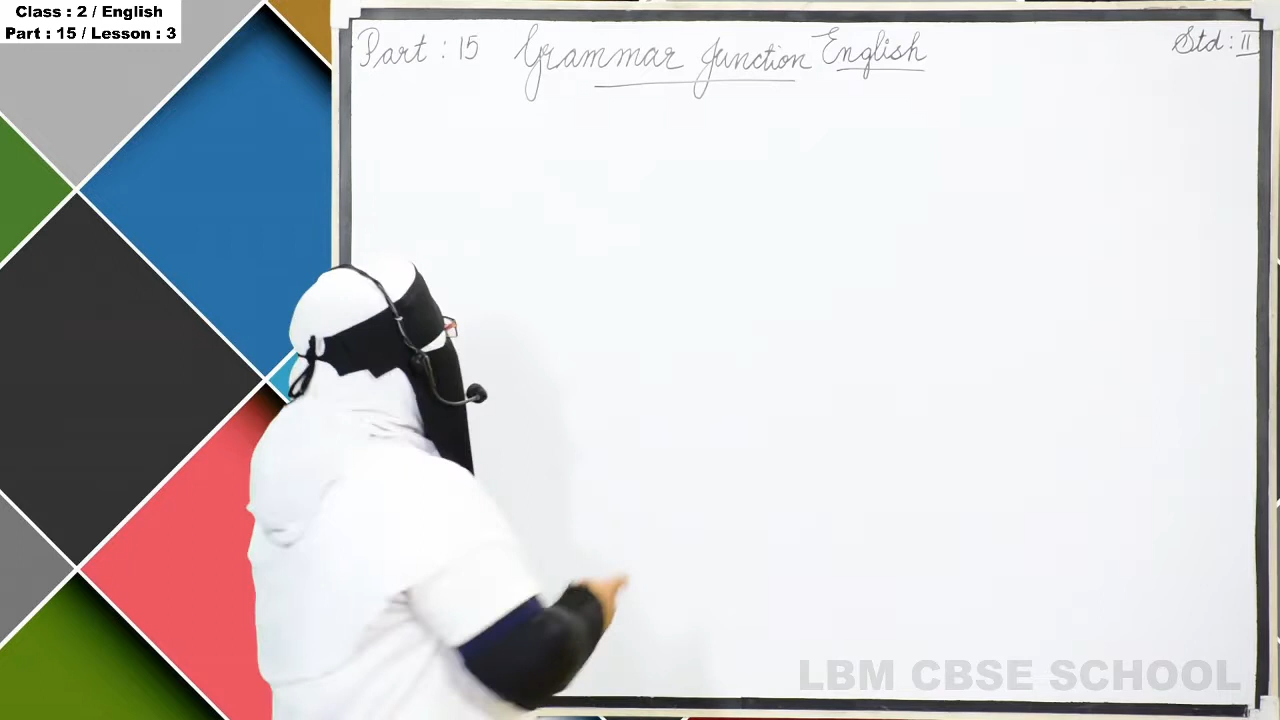 Class : 2 / English
Part : 15 / Lesson : 3
Part : 15 Grammar Junction English Std : II
LBM CBSE SCHOOL